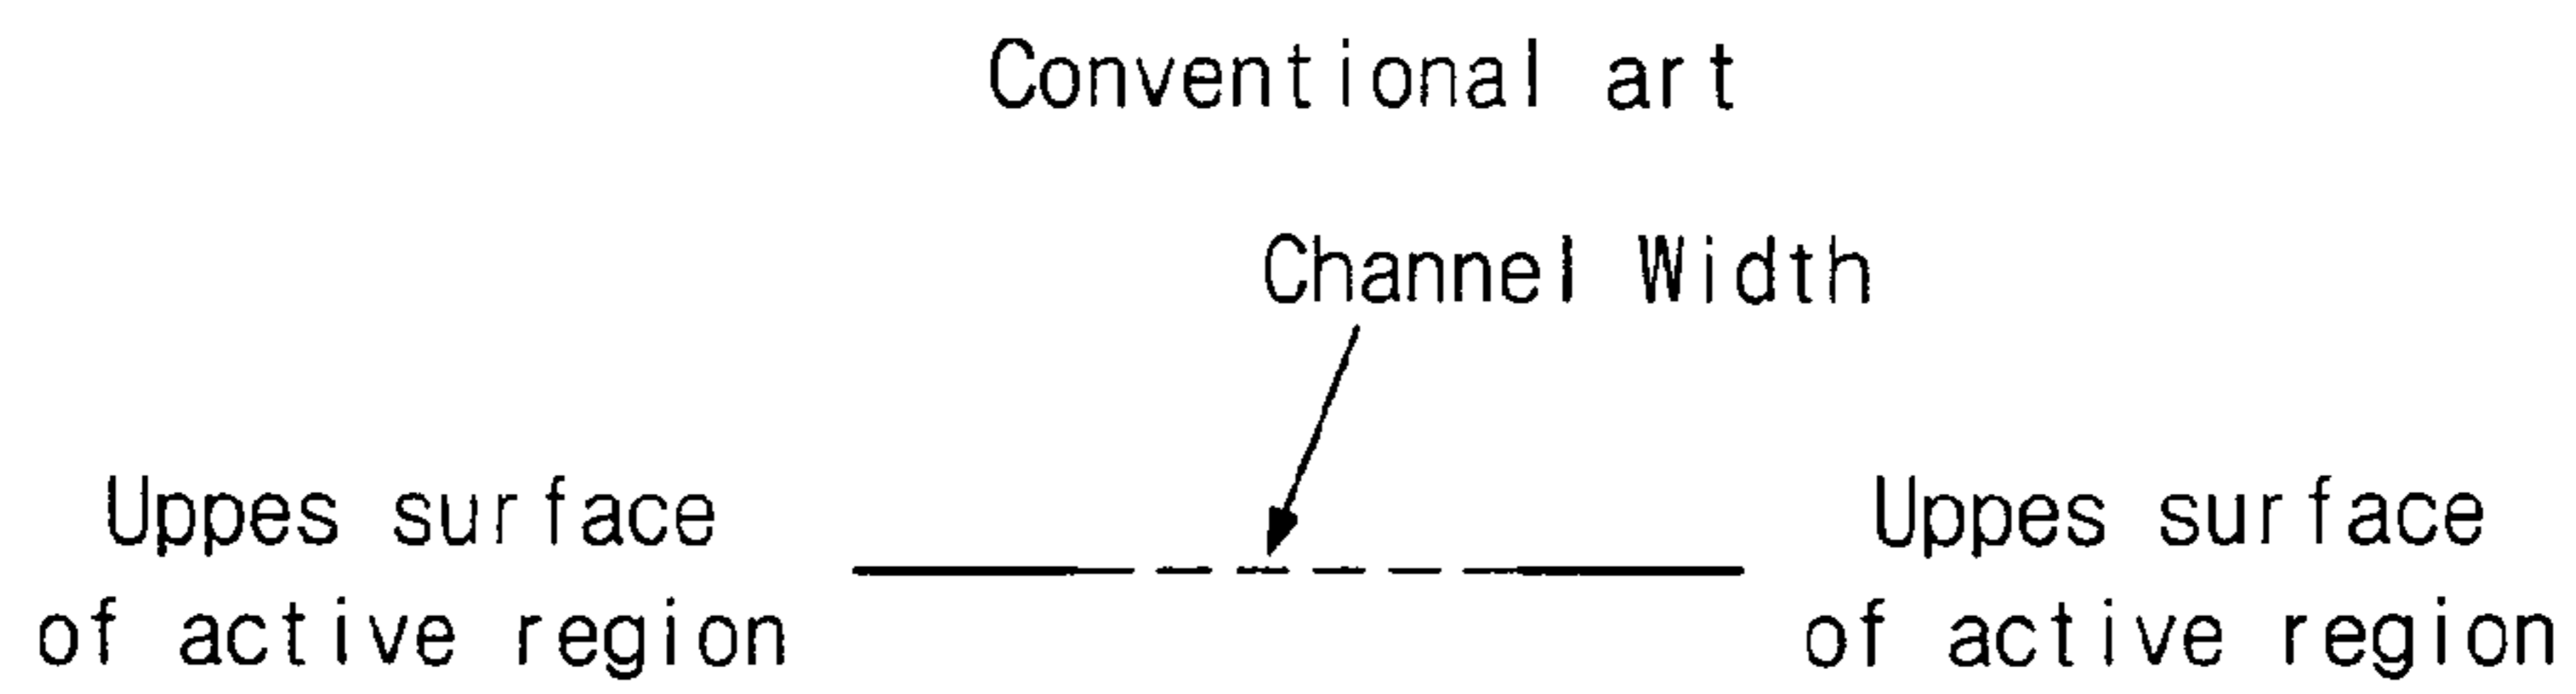 Conventional art
Channel Width
Uppes surface
of active region
Uppes surface
of active region